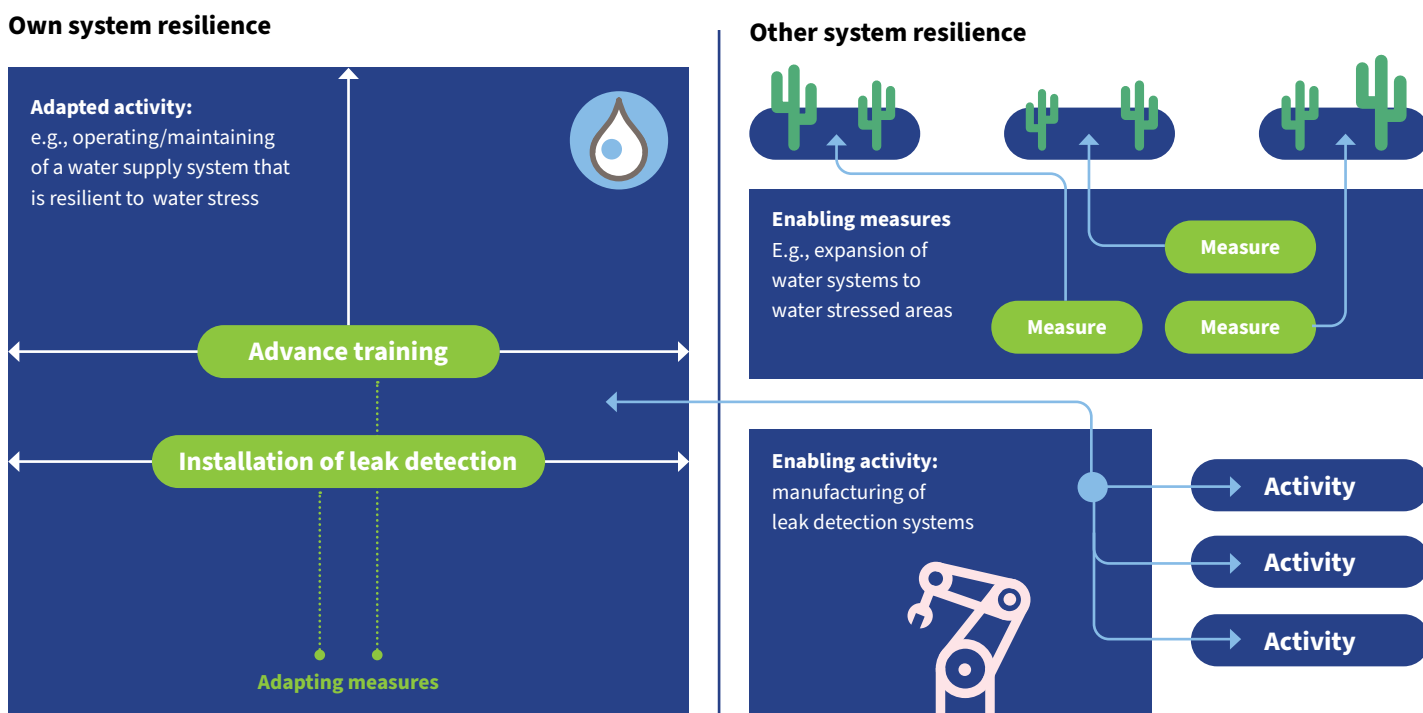 Own system resilience
Adapted activity:
e.g., operating/maintaining
of a water supply system that
is resilient to  water stress
Advance training
Installation of leak detection
Adapting measures
Other system resilience
Enabling measures
E.g., expansion of
water systems to
water stressed areas
Measure
Measure
Measure
Enabling activity:
manufacturing of
leak detection systems
Activity
Activity
Activity